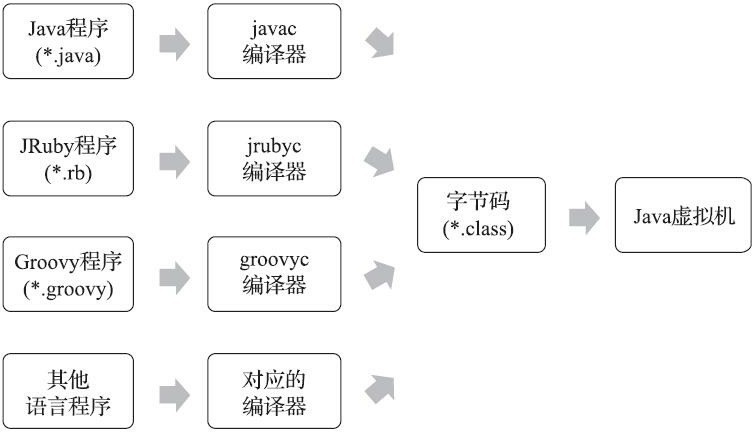 Java程序
(*.java)
javac
编译器
JRuby程序
(*.rb)
jrubyc
编译器
字节码
(*.class)
Java虚拟机
Groovy程序
(*.groovy)
groovyc
编译器
其他
语言程序
对应的
编译器